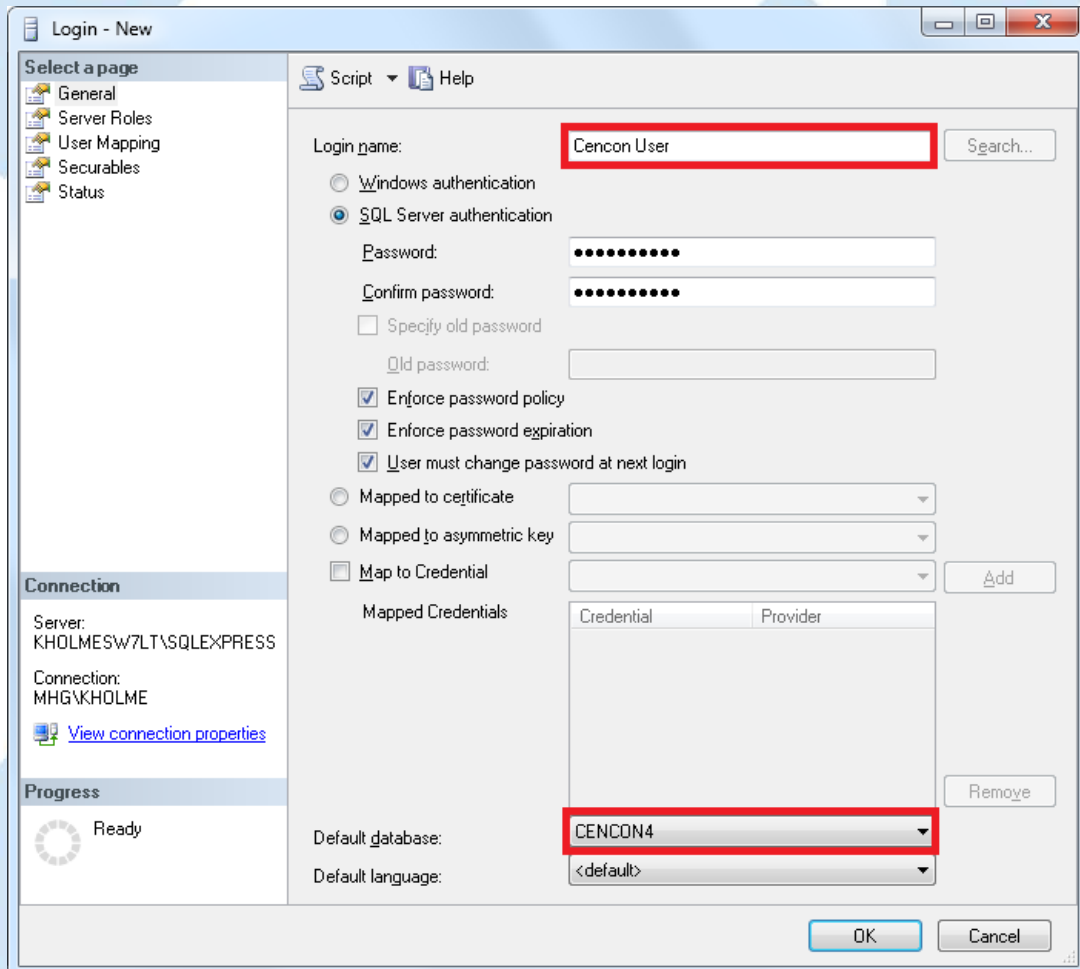 Login - New
Select a page
General
Server Roles
User Mapping
Securables
Status
Script Help
Login name: Cencon User Search...
Windows authentication
SQL Server authentication
Password: ●●●●●●●●●●
Confirm password: ●●●●●●●●●●
Specify old password
Old password:
Enforce password policy
Enforce password expiration
User must change password at next login
Mapped to certificate
Mapped to asymmetric key
Map to Credential Add
Mapped Credentials Credential Provider
Remove
Default database: CENCON4
Default language: <default>
Connection
Server:
KHOLMESW7LT\SQLEXPRESS
Connection:
MHG\KHOLME
View connection properties
Progress
Ready
OK Cancel